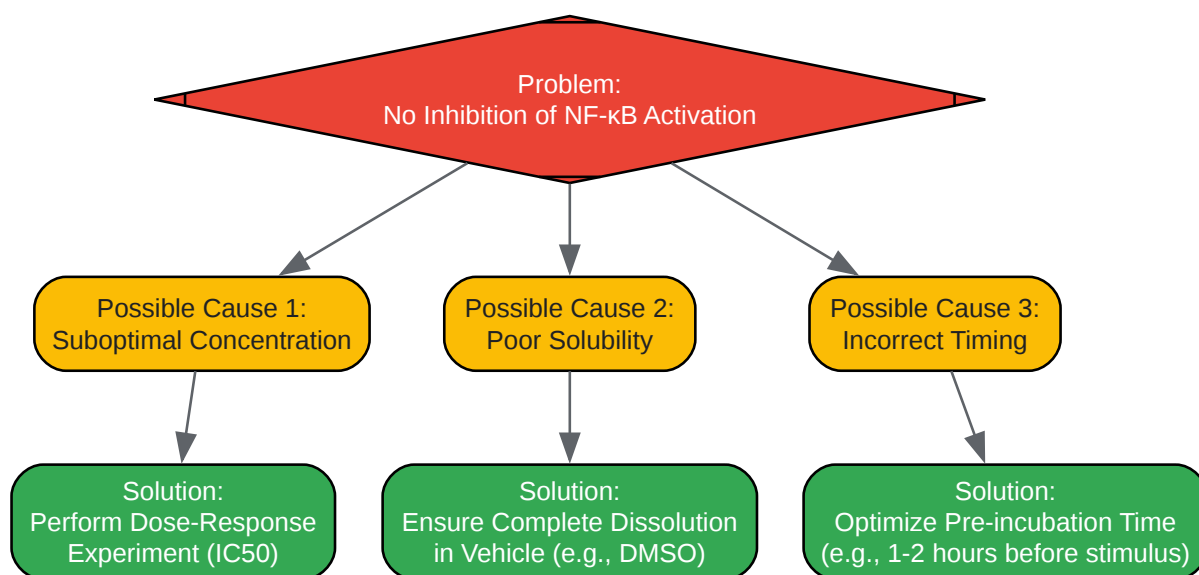 Problem:
No Inhibition of NF-κB Activation
Possible Cause 1:
Suboptimal Concentration
Possible Cause 2:
Poor Solubility
Possible Cause 3:
Incorrect Timing
Solution:
Perform Dose-Response
Experiment (IC50)
Solution:
Ensure Complete Dissolution
in Vehicle (e.g., DMSO)
Solution:
Optimize Pre-incubation Time
(e.g., 1-2 hours before stimulus)